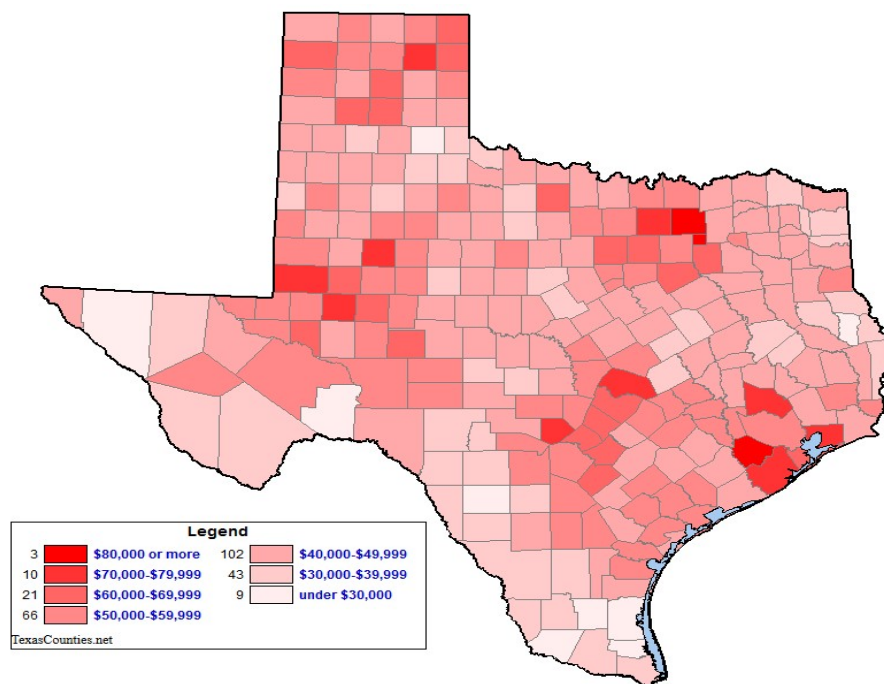 Legend
3 $80,000 or more 102 $40,000-$49,999
10 $70,000-$79,999 43 $30,000-$39,999
21 $60,000-$69,999 9 under $30,000
66 $50,000-$59,999
TexasCounties.net